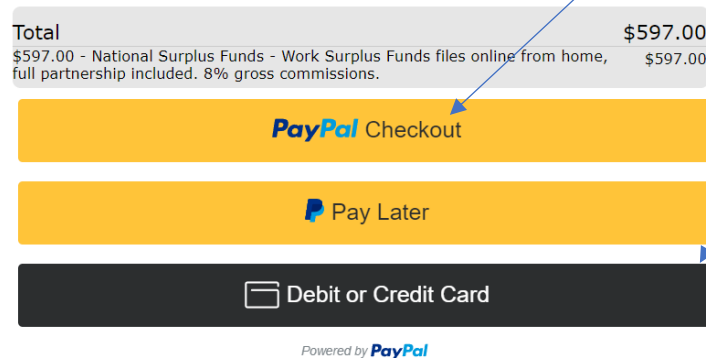 Total $597.00
$597.00 - National Surplus Funds - Work Surplus Funds files online from home, $597.00
full partnership included. 8% gross commissions.
PayPal Checkout
Pay Later
Debit or Credit Card
Powered by PayPal